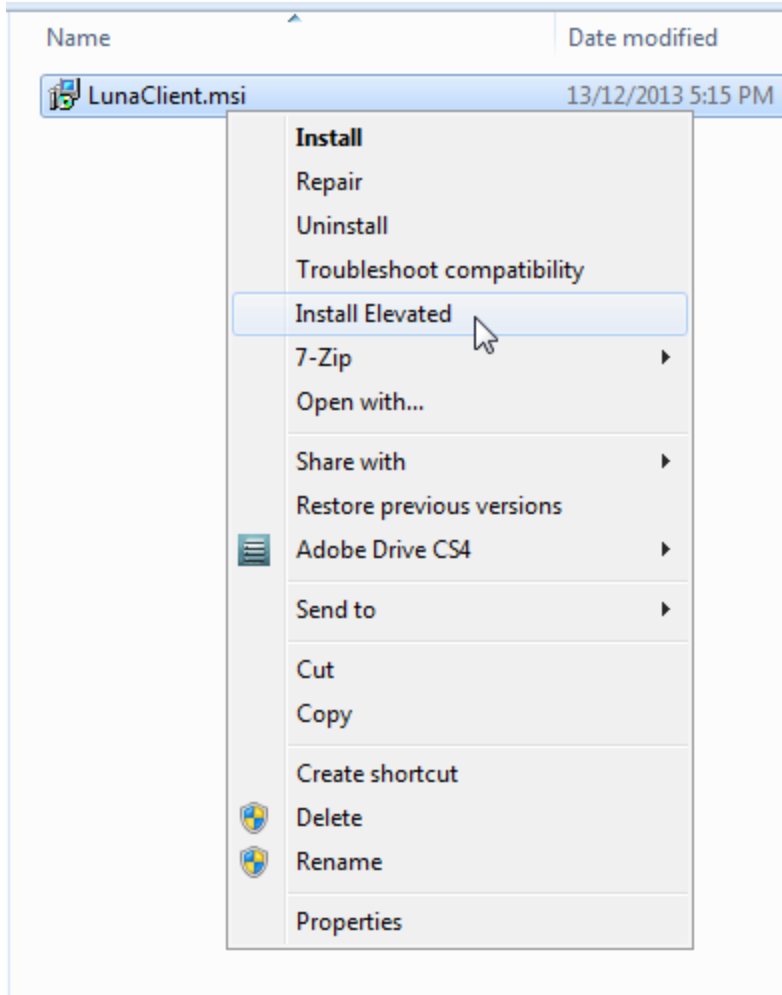 Name Date modified
LunaClient.msi 13/12/2013 5:15 PM
Install
Repair
Uninstall
Troubleshoot compatibility
Install Elevated
7-Zip
Open with...
Share with
Restore previous versions
Adobe Drive CS4
Send to
Cut
Copy
Create shortcut
Delete
Rename
Properties